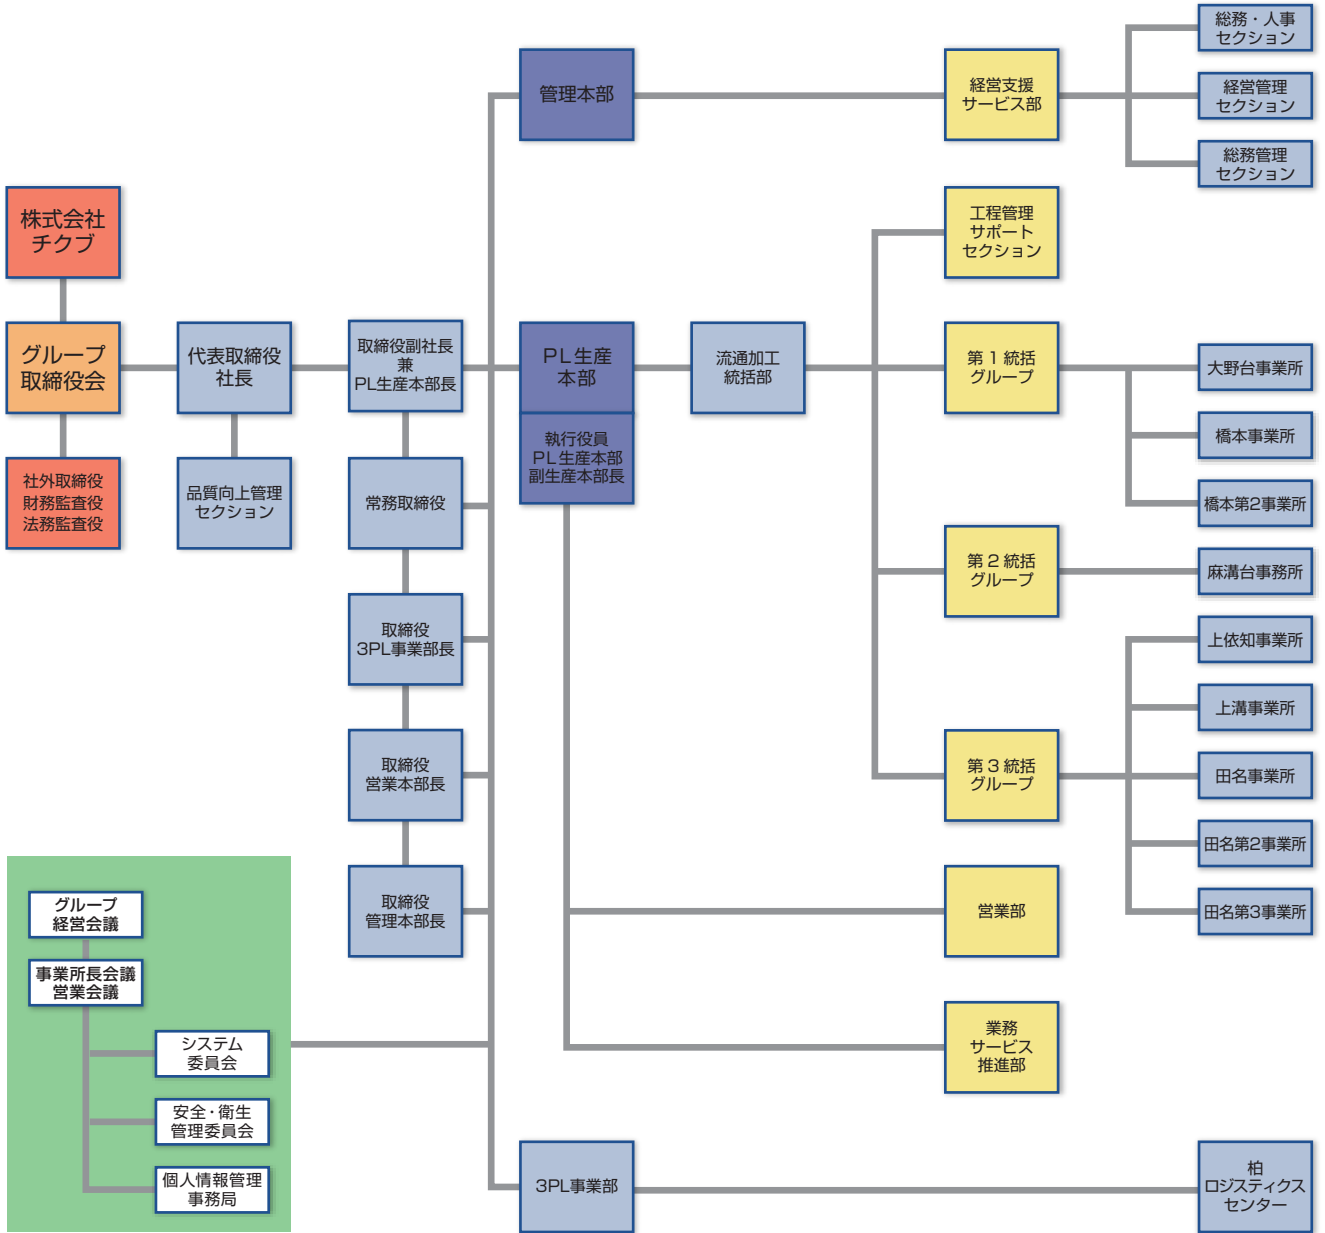 株式会社
チクブ
グループ
取締役会
社外取締役
財務監査役
法務監査役
代表取締役
社長
品質向上管理
セクション
取締役副社長
兼
PL生産本部長
常務取締役
取締役
3PL事業部長
取締役
営業本部長
取締役
管理本部長
グループ
経営会議
事業所長会議
営業会議
システム
委員会
安全・衛生
管理委員会
個人情報管理
事務局
管理本部
経営支援
サービス部
総務・人事
セクション
経営管理
セクション
総務管理
セクション
PL生産
本部
執行役員
PL生産本部
副生産本部長
流通加工
統括部
工程管理
サポート
セクション
第1統括
グループ
大野台事業所
橋本事業所
橋本第2事業所
第2統括
グループ
麻溝台事務所
第3統括
グループ
上依知事業所
上溝事業所
田名事業所
田名第2事業所
田名第3事業所
営業部
業務
サービス
推進部
3PL事業部
柏
ロジスティクス
センター